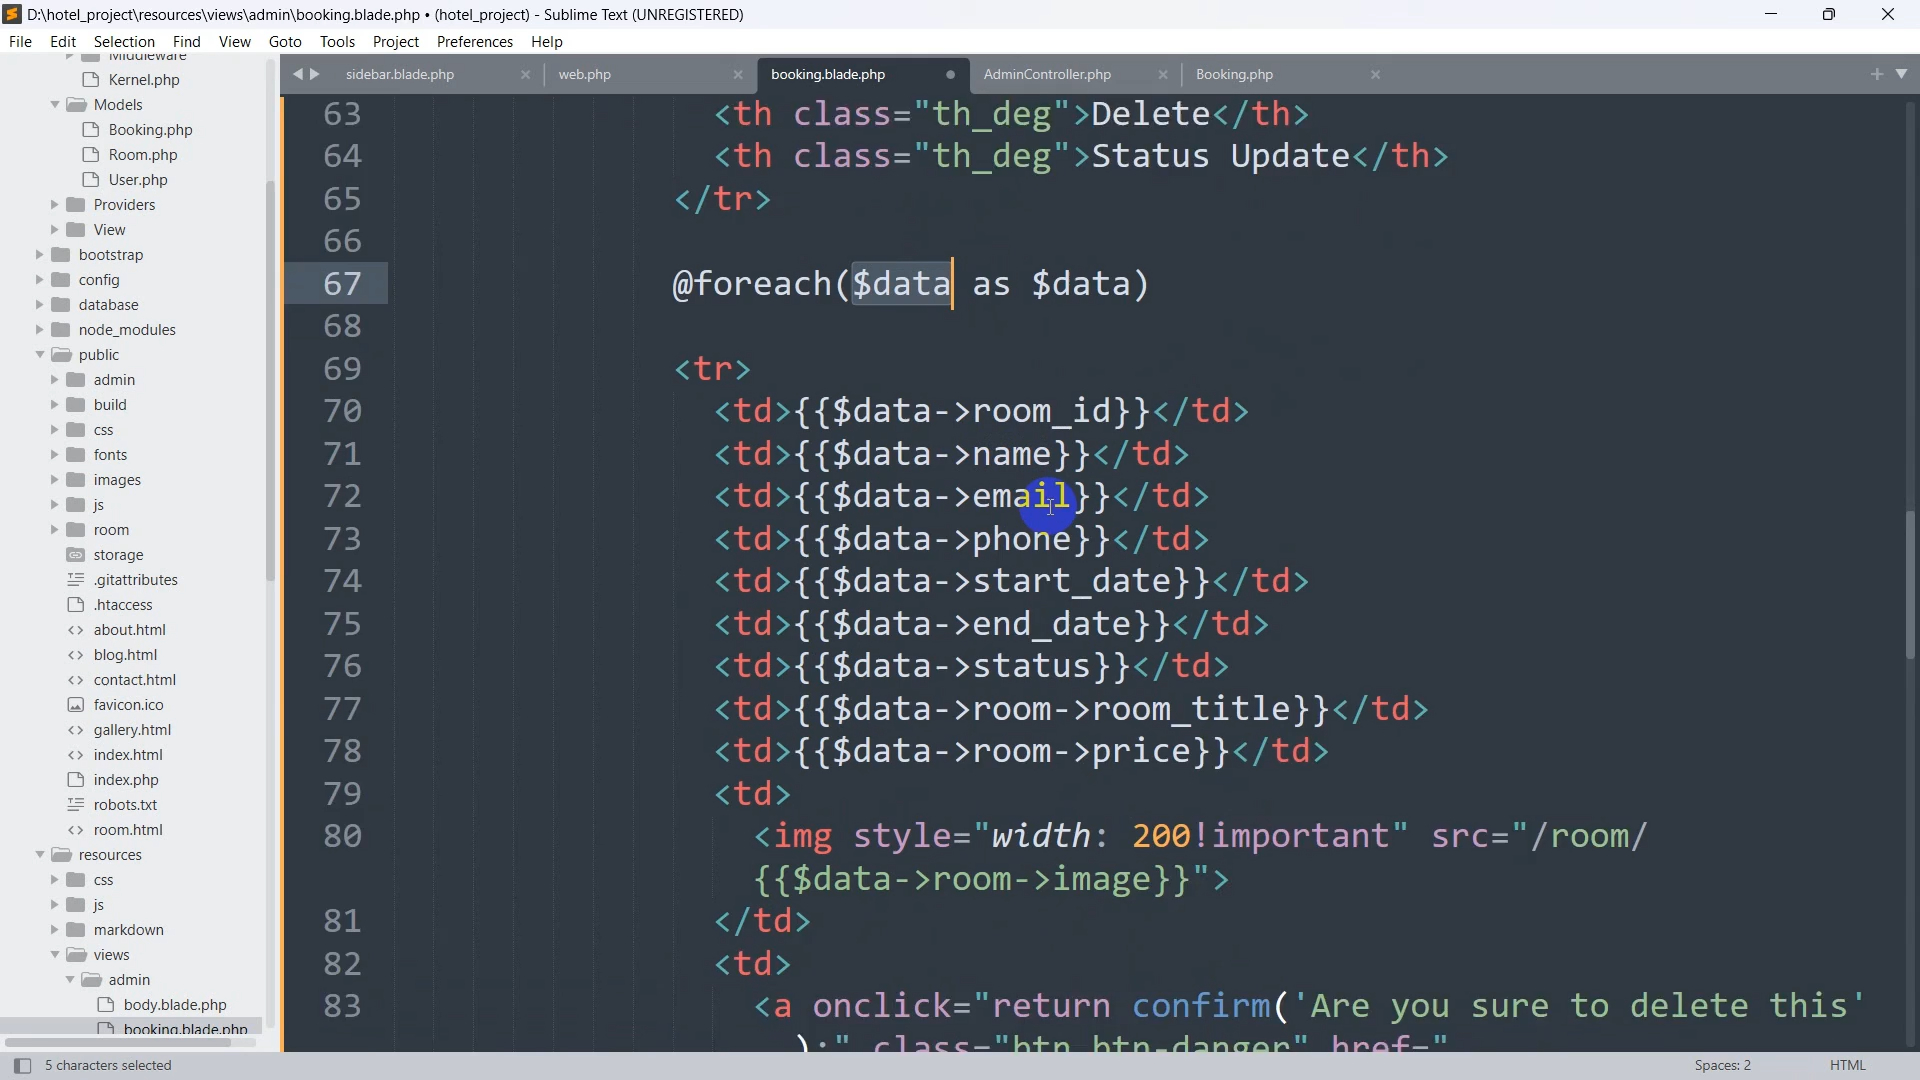 D:\hotel_project\resources\views\admin\booking.blade.php • (hotel_project) - Sublime Text (UNREGISTERED)
File Edit Selection Find View Goto Tools Project Preferences Help
Middleware
Kernel.php
Models
Booking.php
Room.php
User.php
Providers
View
bootstrap
config
database
node_modules
public
admin
build
css
fonts
images
js
room
storage
.gitattributes
.htaccess
about.html
blog.html
contact.html
favicon.ico
gallery.html
index.html
index.php
robots.txt
room.html
resources
css
js
markdown
views
admin
body.blade.php
booking.blade.php
sidebar.blade.php web.php booking.blade.php AdminController.php Booking.php
63 <th class="th_deg">Delete</th>
64 <th class="th_deg">Status Update</th>
65 </tr>
66
67 @foreach($data as $data)
68
69 <tr>
70 <td>{{$data->room_id}}</td>
71 <td>{{$data->name}}</td>
72 <td>{{$data->email}}</td>
73 <td>{{$data->phone}}</td>
74 <td>{{$data->start_date}}</td>
75 <td>{{$data->end_date}}</td>
76 <td>{{$data->status}}</td>
77 <td>{{$data->room->room_title}}</td>
78 <td>{{$data->room->price}}</td>
79 <td>
80 <img style="width: 200!important" src="/room/
{{$data->room->image}}">
81 </td>
82 <td>
83 <a onclick="return confirm('Are you sure to delete this'
);" class="btn btn-danger" href="
5 characters selected
Spaces: 2
HTML